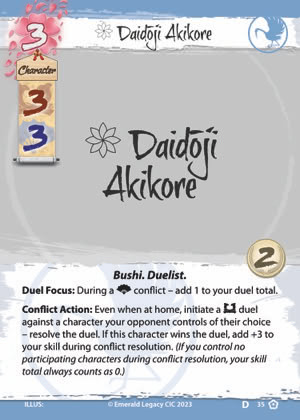 3
Daidōji Akikore
Character
3
3
Daidōji
Akikore
2
Bushi. Duelist.
Duel Focus: During a conflict – add 1 to your duel total.
Conflict Action: Even when at home, initiate a duel
against a character your opponent controls of their choice
– resolve the duel. If this character wins the duel, add +3 to
your skill during conflict resolution. (If you control no
participating characters during conflict resolution, your skill
total always counts as 0.)
ILLUS: © Emerald Legacy CIC 2023 D 35